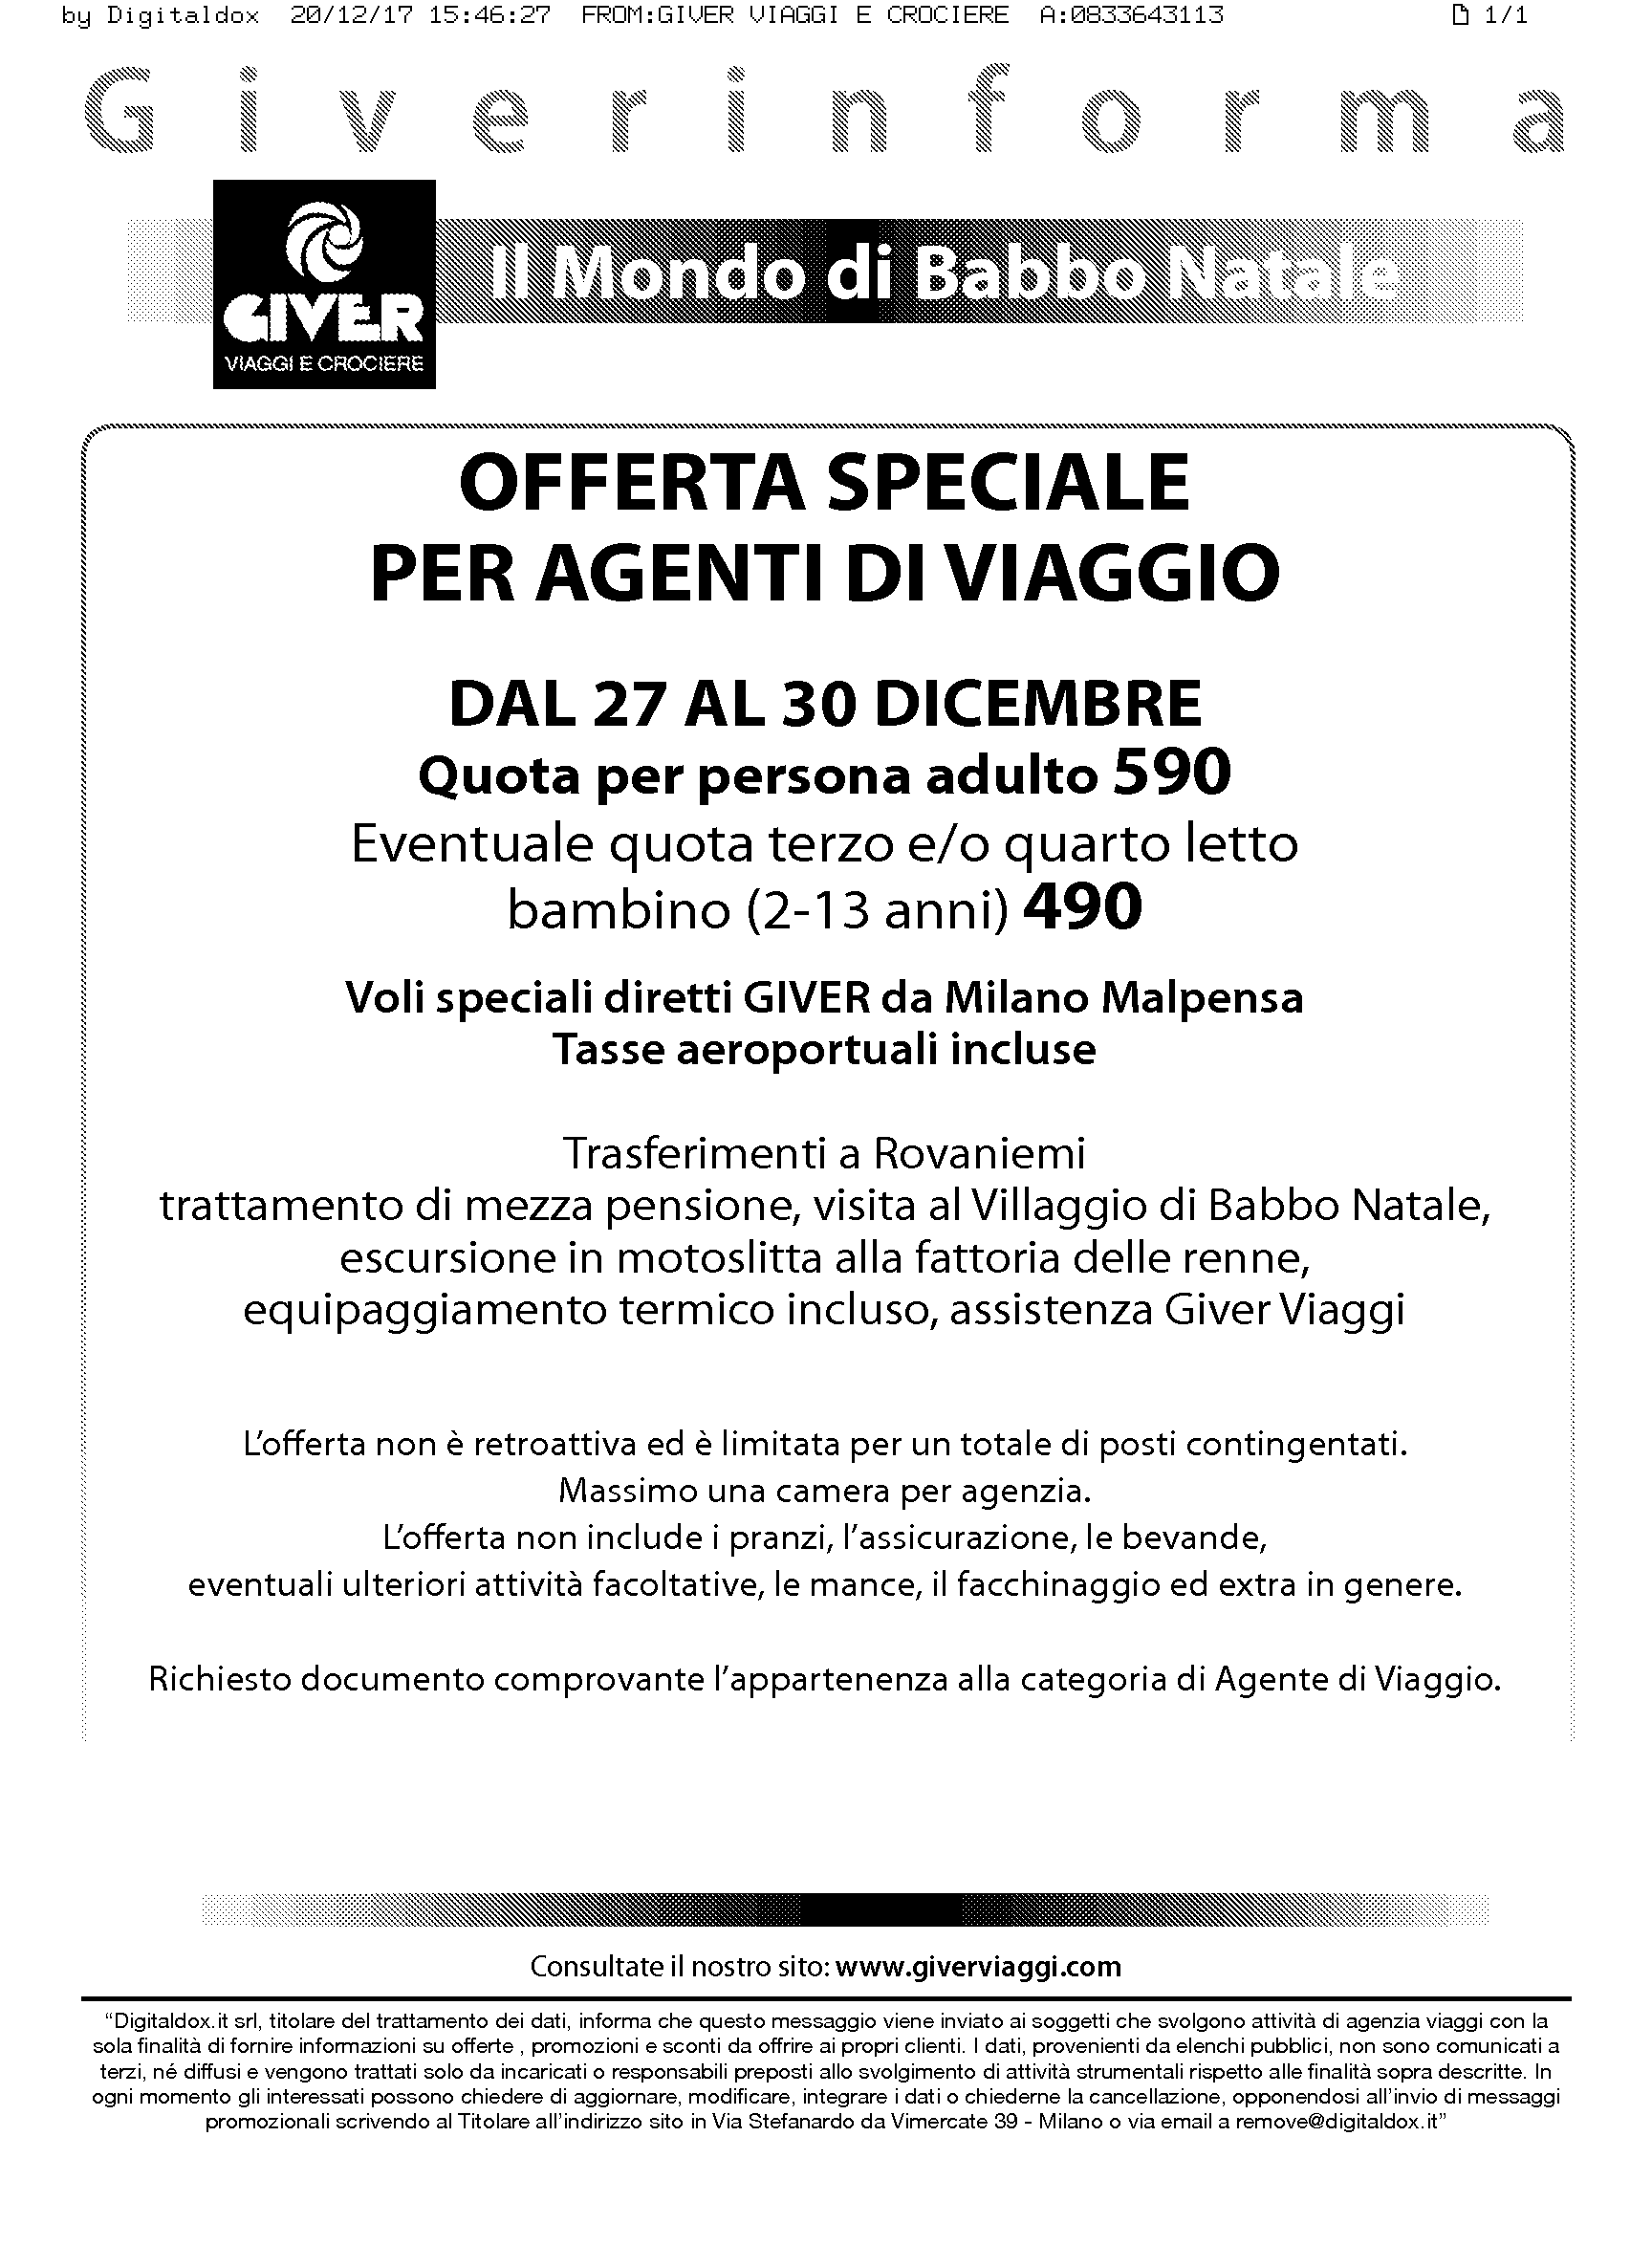 by Digitaldox 20/12/17 15:46:27 FROM:GIVER VIAGGI E CROCIERE A:0833643113 1/1
Giverinforma
Il Mondo di Babbo Natale
GIVER
VIAGGI E CROCIERE
OFFERTA SPECIALE
PER AGENTI DI VIAGGIO
DAL 27 AL 30 DICEMBRE
Quota per persona adulto 590
Eventuale quota terzo e/o quarto letto
bambino (2-13 anni) 490
Voli speciali diretti GIVER da Milano Malpensa
Tasse aeroportuali incluse
Trasferimenti a Rovaniemi
trattamento di mezza pensione, visita al Villaggio di Babbo Natale,
escursione in motoslitta alla fattoria delle renne,
equipaggiamento termico incluso, assistenza Giver Viaggi
L’offerta non è retroattiva ed è limitata per un totale di posti contingentati.
Massimo una camera per agenzia.
L’offerta non include i pranzi, l’assicurazione, le bevande,
eventuali ulteriori attività facoltative, le mance, il facchinaggio ed extra in genere.
Richiesto documento comprovante l’appartenenza alla categoria di Agente di Viaggio.
Consultate il nostro sito: www.giverviaggi.com
“Digitaldox.it srl, titolare del trattamento dei dati, informa che questo messaggio viene inviato ai soggetti che svolgono attività di agenzia viaggi con la
sola finalità di fornire informazioni su offerte , promozioni e sconti da offrire ai propri clienti. I dati, provenienti da elenchi pubblici, non sono comunicati a
terzi, né diffusi e vengono trattati solo da incaricati o responsabili preposti allo svolgimento di attività strumentali rispetto alle finalità sopra descritte. In
ogni momento gli interessati possono chiedere di aggiornare, modificare, integrare i dati o chiederne la cancellazione, opponendosi all’invio di messaggi
promozionali scrivendo al Titolare all’indirizzo sito in Via Stefanardo da Vimercate 39 - Milano o via email a remove@digitaldox.it”